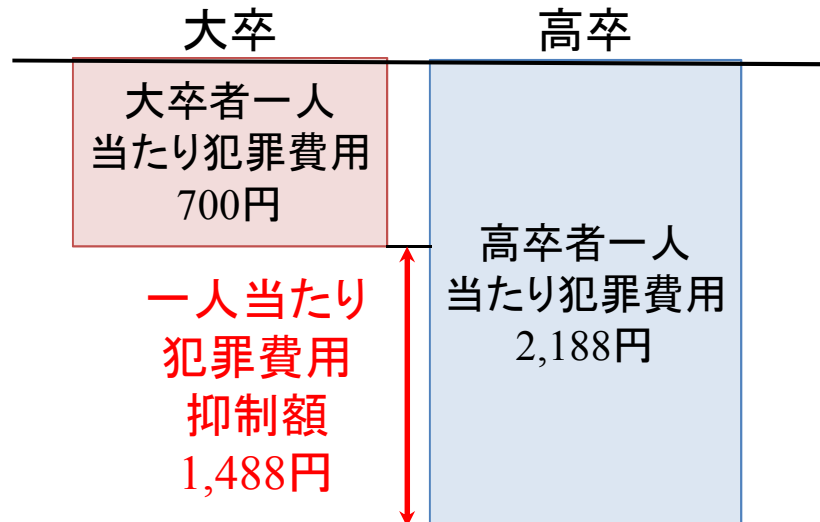 大卒
高卒
大卒者一人
当たり犯罪費用
700円
高卒者一人
当たり犯罪費用
2,188円
一人当たり
犯罪費用
抑制額
1,488円